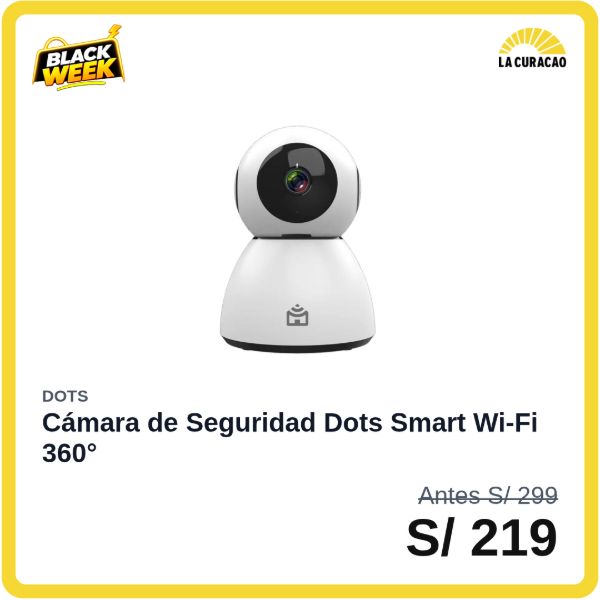 BLACK
WEEK
LA CURACAO
DOTS
Cámara de Seguridad Dots Smart Wi-Fi
360°
Antes S/ 299
S/ 219